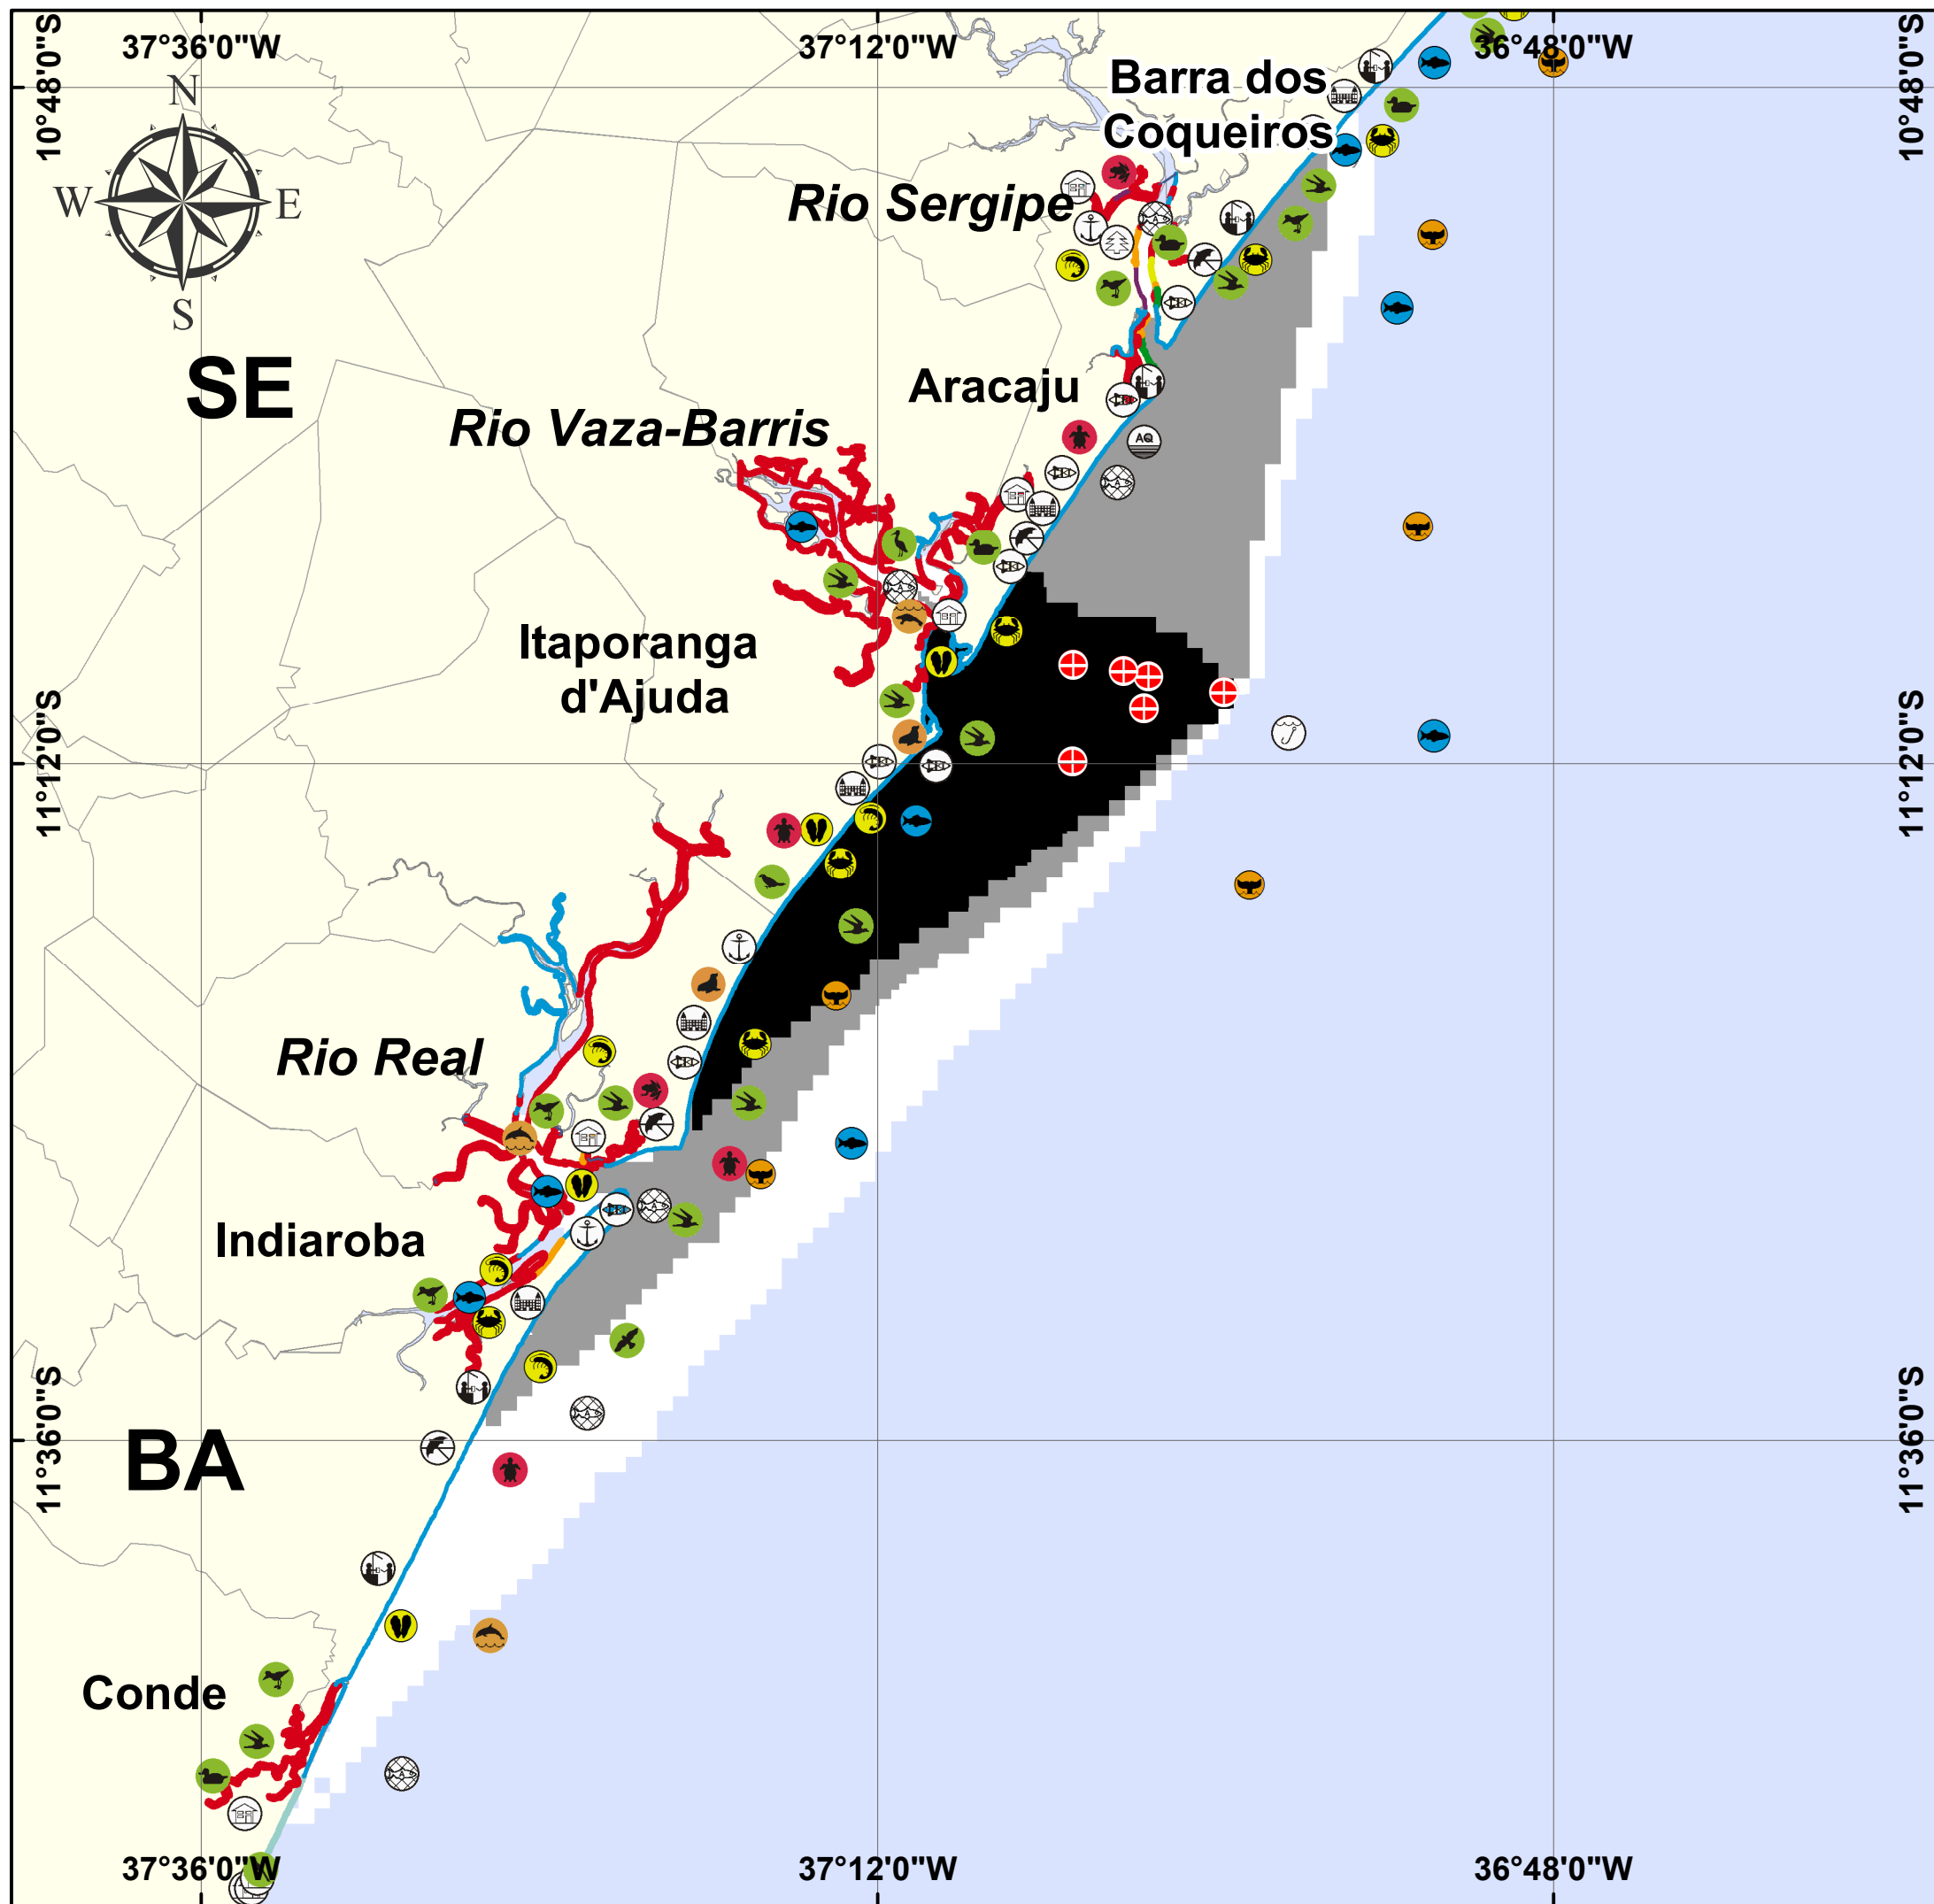 37°36'0"W
37°12'0"W
36°48'0"W
10°48'0"S
10°48'0"S
N
W
E
S
Barra dos
Coqueiros
Rio Sergipe
SE
Aracaju
Rio Vaza-Barris
AQ
Itaporanga
d'Ajuda
11°12'0"S
11°12'0"S
Rio Real
Indiaroba
BA
11°36'0"S
11°36'0"S
Conde
37°36'0"W
37°12'0"W
36°48'0"W